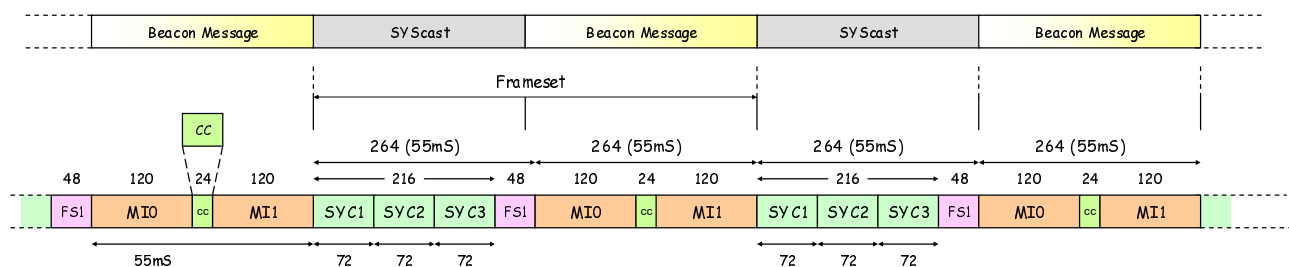 Beacon Message SYScast Beacon Message SYScast Beacon Message
Frameset
CC
264 (55mS) 264 (55mS) 264 (55mS) 264 (55mS)
48 120 24 120 216 48 120 24 120 216 48 120 24 120
FS1 MI0 cc MI1 SYC1 SYC2 SYC3 FS1 MI0 cc MI1 SYC1 SYC2 SYC3 FS1 MI0 cc MI1
55mS 72 72 72 72 72 72